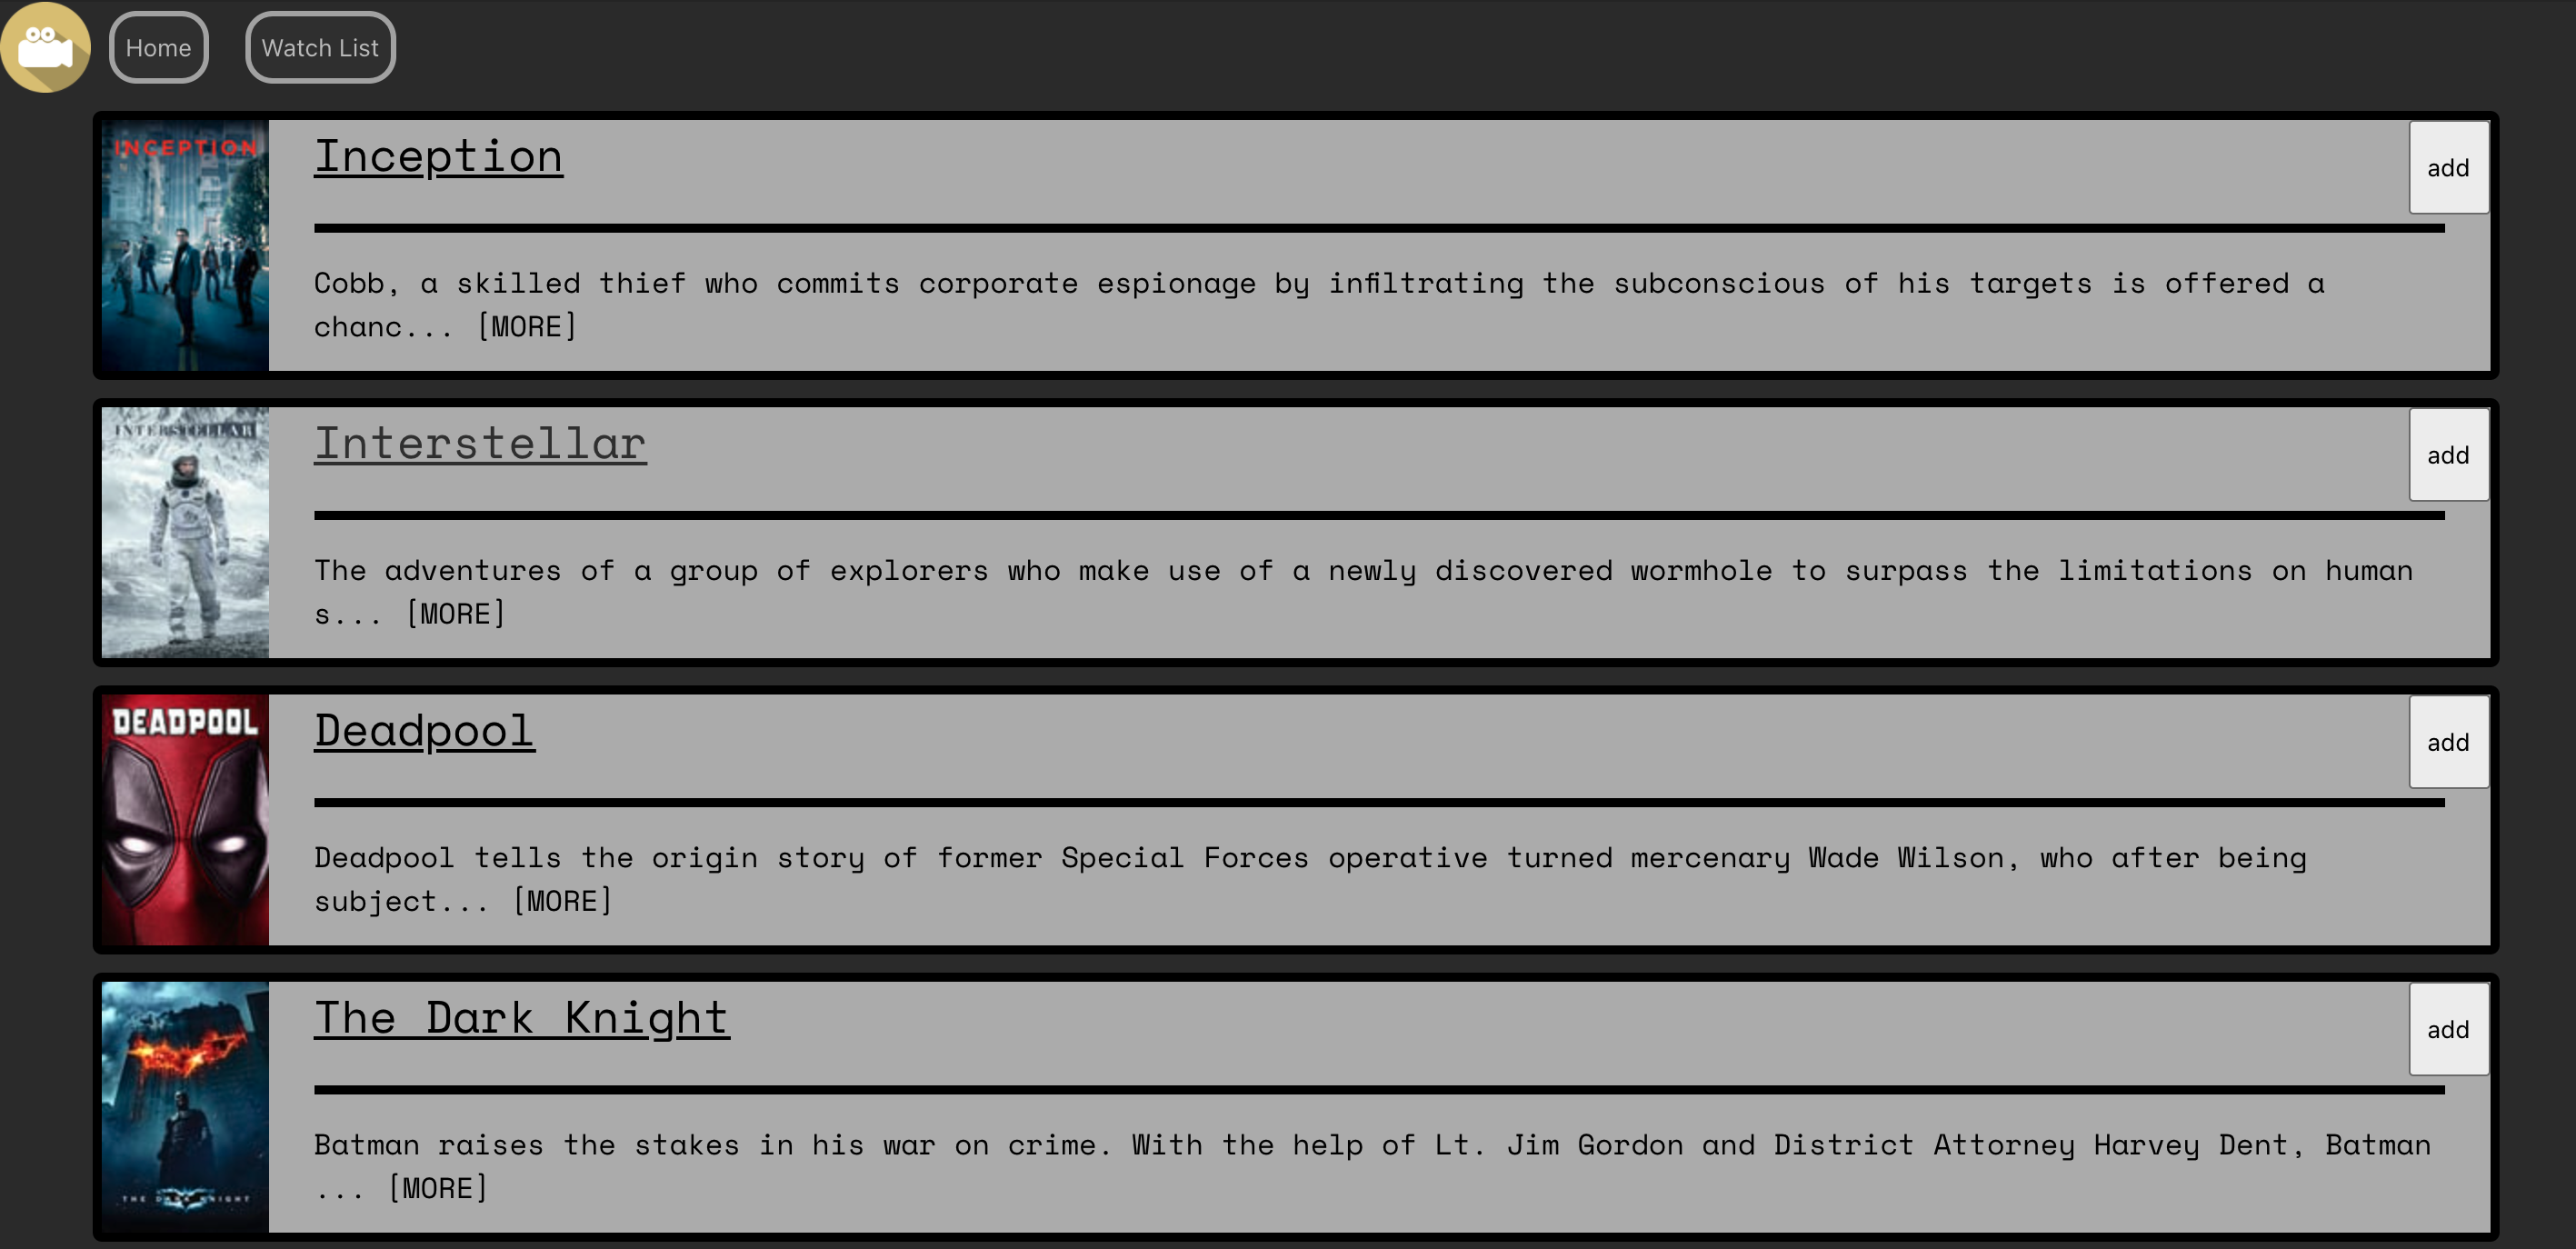 Home
Watch List
INCEPTION
Inception
add
Cobb, a skilled thief who commits corporate espionage by infiltrating the subconscious of his targets is offered a
chanc... [MORE]
INTERSTELLAR
Interstellar
add
The adventures of a group of explorers who make use of a newly discovered wormhole to surpass the limitations on human
s... [MORE]
DEADPOOL
Deadpool
add
Deadpool tells the origin story of former Special Forces operative turned mercenary Wade Wilson, who after being
subject... [MORE]
The Dark Knight
add
Batman raises the stakes in his war on crime. With the help of Lt. Jim Gordon and District Attorney Harvey Dent, Batman
... [MORE]
THE DARK KNIGHT